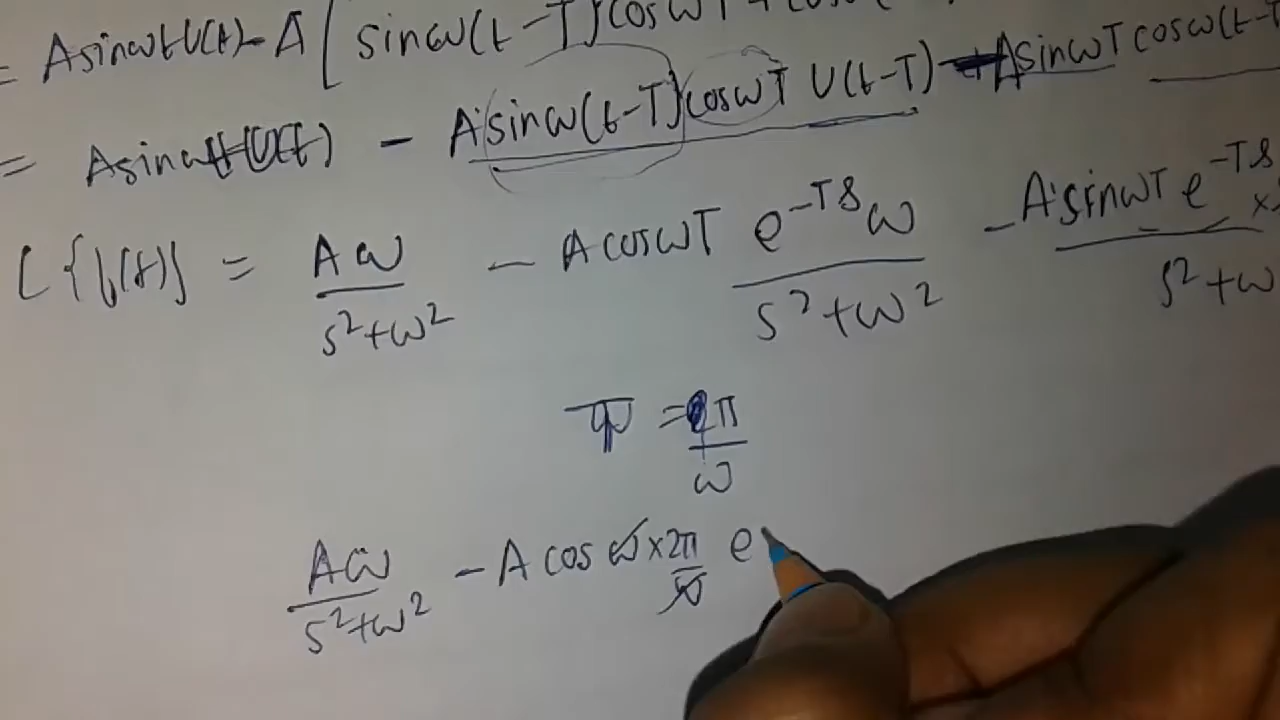 = A sinωt U(t) - A [ sinω(t-T) cosωT + cos
= A sinωt U(t) - A sinω(t-T) cosωT U(t-T) - A sinωT cosω(t-T
L{f(t)} = Aω/(s²+ω²) - A cosωT e^(-Ts) ω/(s²+ω²) - A sinωT e^(-Ts) ×s/(s²+ω
T = 2π/ω
Aω/(s²+ω²) - A cos ω×2π/ω e